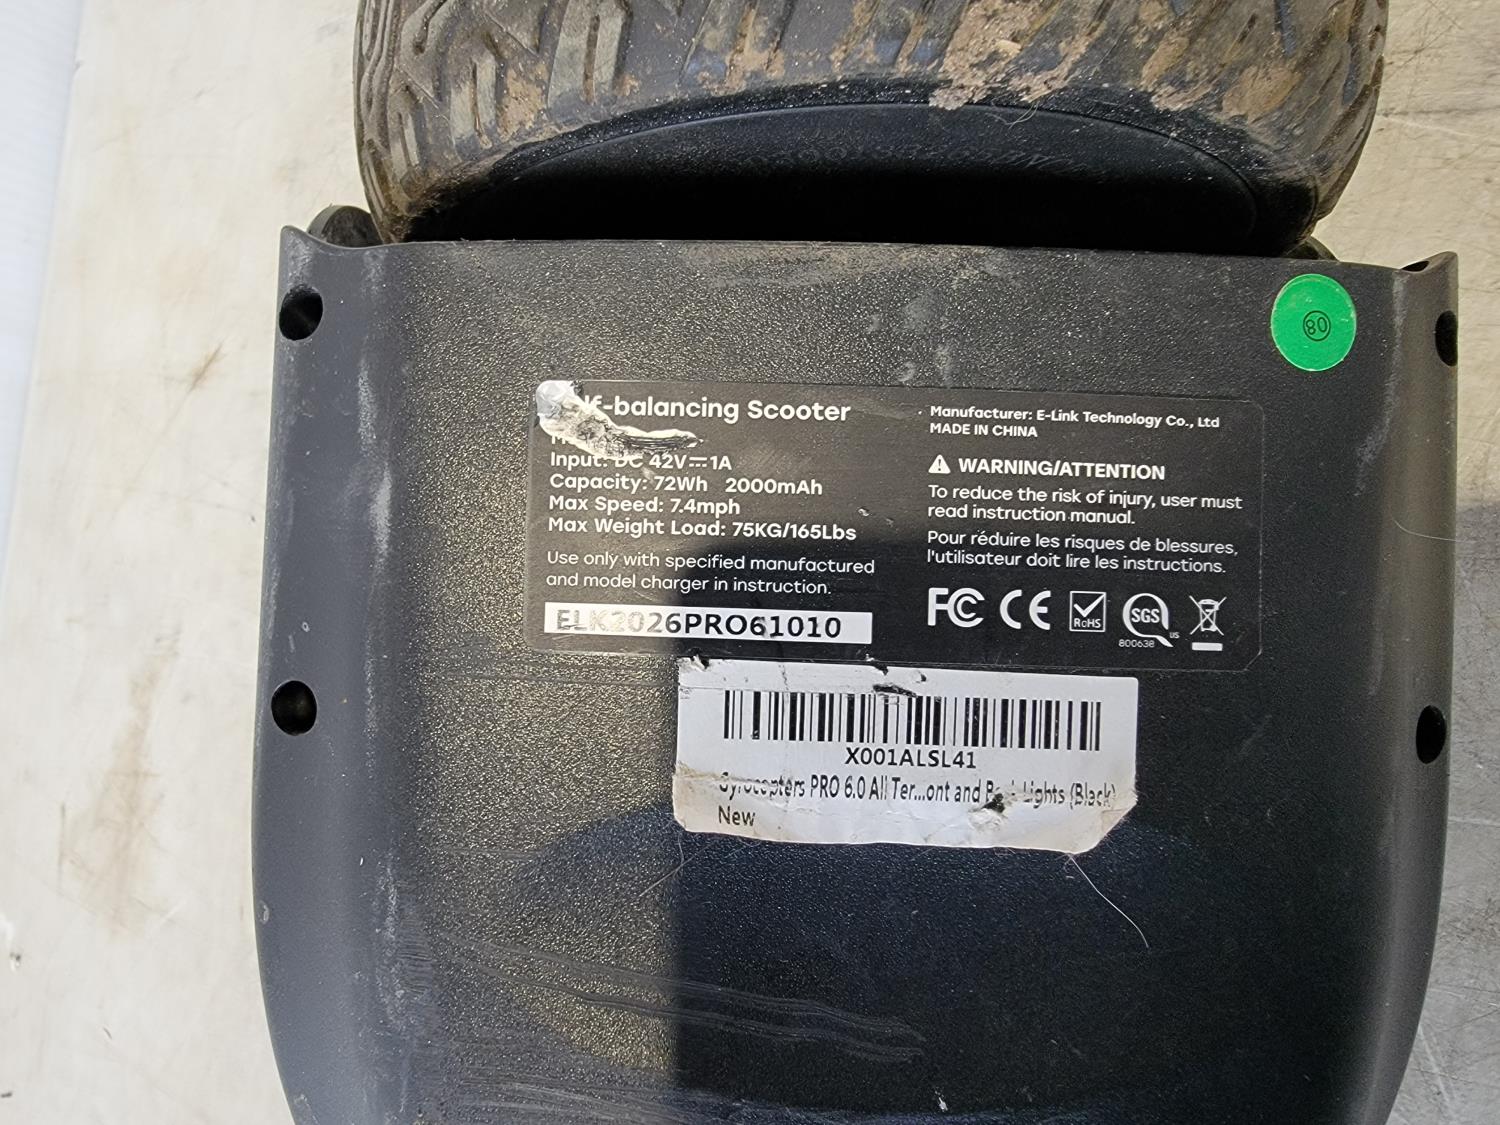 80
-balancing Scooter
Input: DC 42V⎓1A
Capacity: 72Wh 2000mAh
Max Speed: 7.4mph
Max Weight Load: 75KG/165Lbs
Use only with specified manufactured
and model charger in instruction.
ELK2026PRO61010
Manufacturer: E-Link Technology Co., Ltd
MADE IN CHINA
⚠ WARNING/ATTENTION
To reduce the risk of injury, user must
read instruction manual.
Pour réduire les risques de blessures,
l'utilisateur doit lire les instructions.
FC CE RoHS SGS
800638 US
X001ALSL41
Gyrocopters PRO 6.0 All Ter...ont and Lights (Black)
New